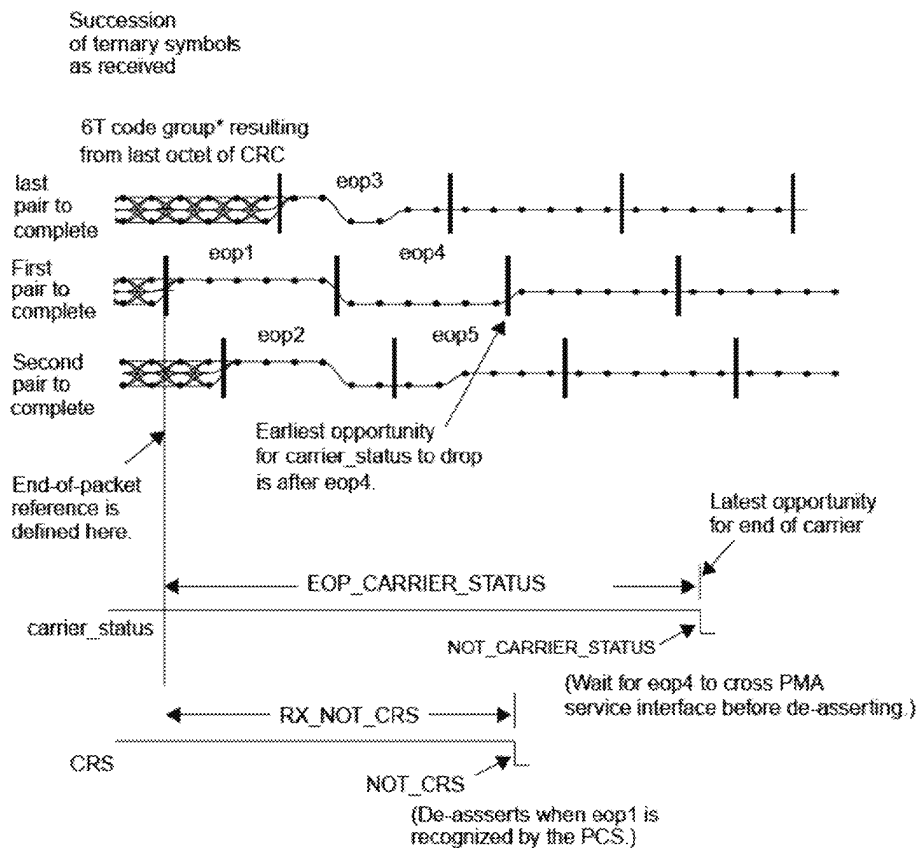 Succession
of ternary symbols
as received
6T code group* resulting
from last octet of CRC
last
pair to
complete
eop3
First
pair to
complete
eop1
eop4
Second
pair to
complete
eop2
eop5
Earliest opportunity
for carrier_status to drop
is after eop4.
End-of-packet
reference is
defined here.
Latest opportunity
for end of carrier
EOP_CARRIER_STATUS
carrier_status
NOT_CARRIER_STATUS
(Wait for eop4 to cross PMA
service interface before de-asserting.)
RX_NOT_CRS
CRS
NOT_CRS
(De-assserts when eop1 is
recognized by the PCS.)